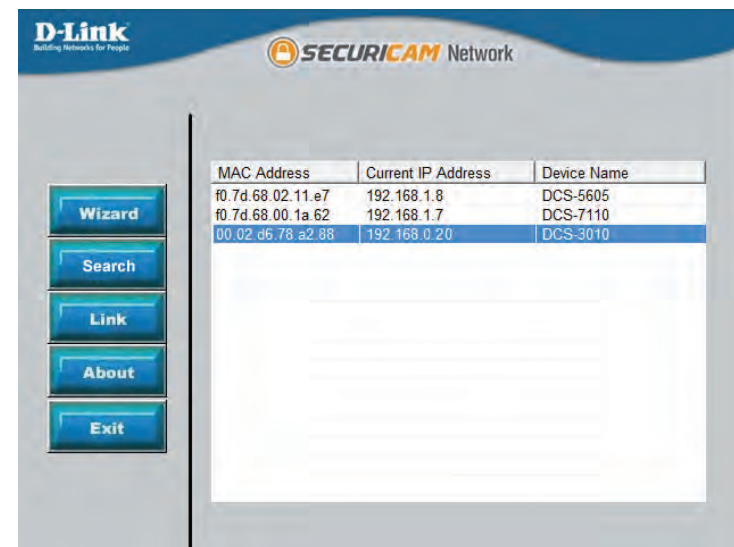 D-Link
Building Networks for People
SECURICAM Network
MAC Address Current IP Address Device Name
f0.7d.68.02.11.e7 192.168.1.8 DCS-5605
f0.7d.68.00.1a.62 192.168.1.7 DCS-7110
00.02.d6.78.a2.88 192.168.0.20 DCS-3010
Wizard
Search
Link
About
Exit